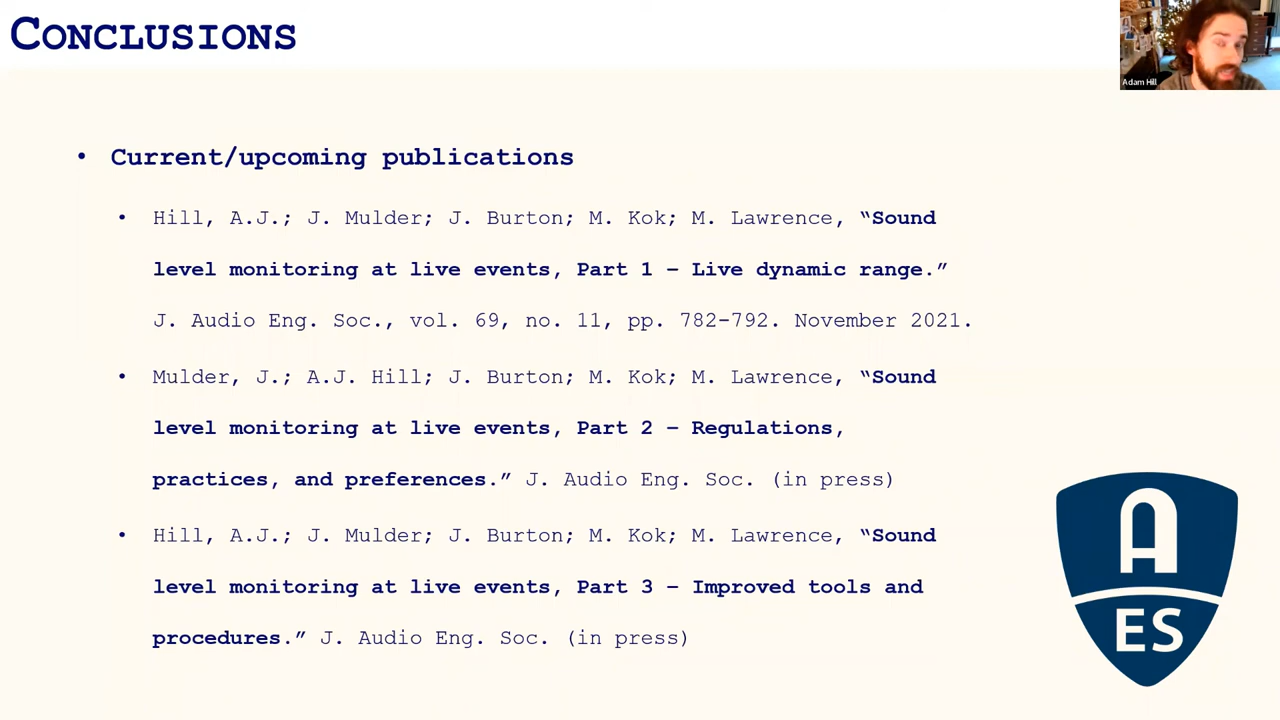 CONCLUSIONS
Adam Hill
• Current/upcoming publications
• Hill, A.J.; J. Mulder; J. Burton; M. Kok; M. Lawrence, “Sound
level monitoring at live events, Part 1 – Live dynamic range.”
J. Audio Eng. Soc., vol. 69, no. 11, pp. 782-792. November 2021.
• Mulder, J.; A.J. Hill; J. Burton; M. Kok; M. Lawrence, “Sound
level monitoring at live events, Part 2 – Regulations,
practices, and preferences.” J. Audio Eng. Soc. (in press)
• Hill, A.J.; J. Mulder; J. Burton; M. Kok; M. Lawrence, “Sound
level monitoring at live events, Part 3 – Improved tools and
procedures.” J. Audio Eng. Soc. (in press)
A
ES